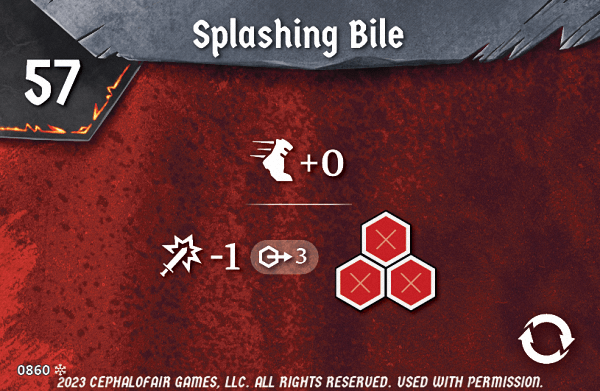 Splashing Bile
57
+0
-1 3
0860
2023 CEPHALOFAIR GAMES, LLC. ALL RIGHTS RESERVED. USED WITH PERMISSION.